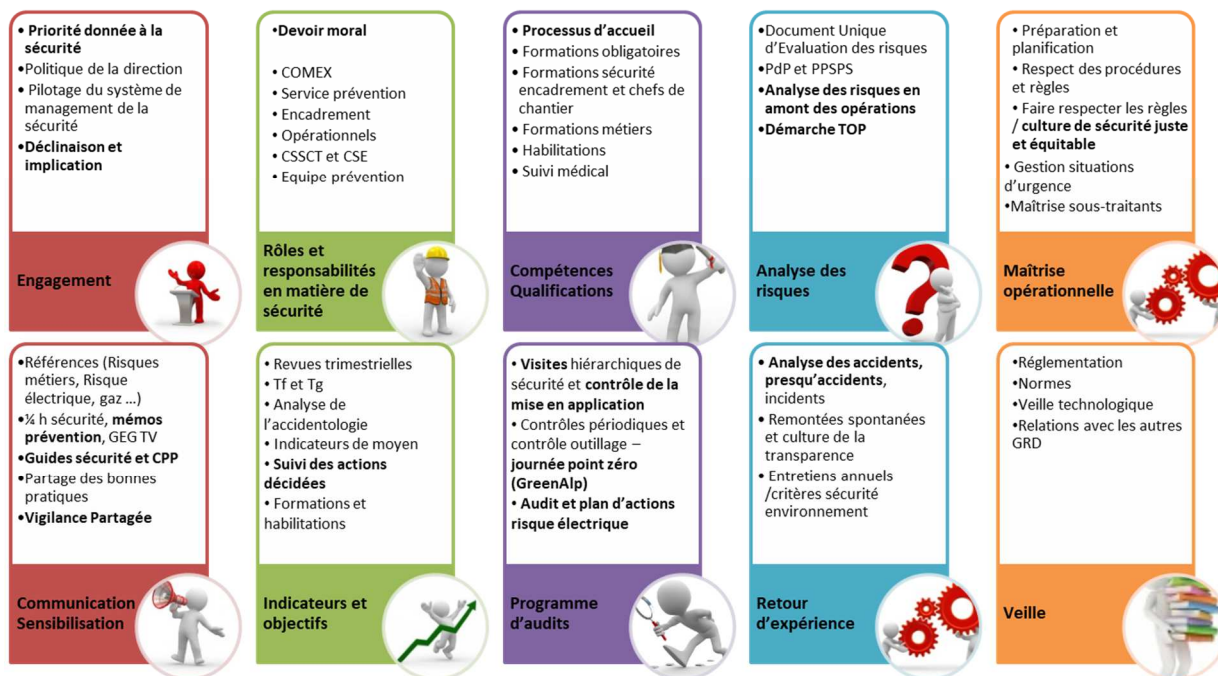 • Priorité donnée à la
sécurité
•Politique de la direction
• Pilotage du système de
management de la
sécurité
•Déclinaison et
implication
Engagement
•Devoir moral
• COMEX
• Service prévention
• Encadrement
• Opérationnels
• CSSCT et CSE
• Equipe prévention
Rôles et
responsabilités
en matière de
sécurité
• Processus d’accueil
• Formations obligatoires
• Formations sécurité
encadrement et chefs de
chantier
• Formations métiers
• Habilitations
• Suivi médical
Compétences
Qualifications
•Document Unique
d’Evaluation des risques
•PdP et PPSPS
•Analyse des risques en
amont des opérations
•Démarche TOP
Analyse des
risques
• Préparation et
planification
• Respect des procédures
et règles
• Faire respecter les règles
/ culture de sécurité juste
et équitable
• Gestion situations
d’urgence
•Maîtrise sous-traitants
Maîtrise
opérationnelle
•Références (Risques
métiers, Risque
électrique, gaz …)
•¼ h sécurité, mémos
prévention, GEG TV
•Guides sécurité et CPP
•Partage des bonnes
pratiques
•Vigilance Partagée
Communication
Sensibilisation
• Revues trimestrielles
• Tf et Tg
• Analyse de
l’accidentologie
• Indicateurs de moyen
• Suivi des actions
décidées
• Formations et
habilitations
Indicateurs et
objectifs
• Visites hiérarchiques de
sécurité et contrôle de la
mise en application
• Contrôles périodiques et
contrôle outillage –
journée point zéro
(GreenAlp)
• Audit et plan d’actions
risque électrique
Programme
d’audits
• Analyse des accidents,
presqu’accidents,
incidents
• Remontées spontanées
et culture de la
transparence
• Entretiens annuels
/critères sécurité
environnement
Retour
d’expérience
•Réglementation
•Normes
•Veille technologique
•Relations avec les autres
GRD
Veille